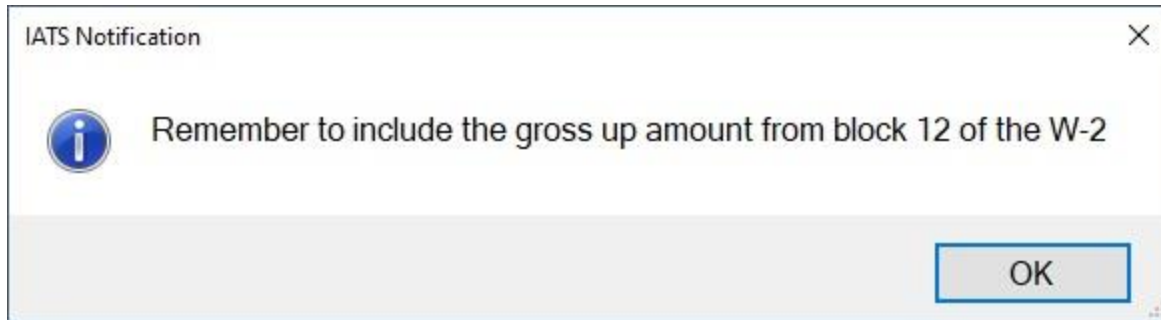 IATS Notification
Remember to include the gross up amount from block 12 of the W-2
OK